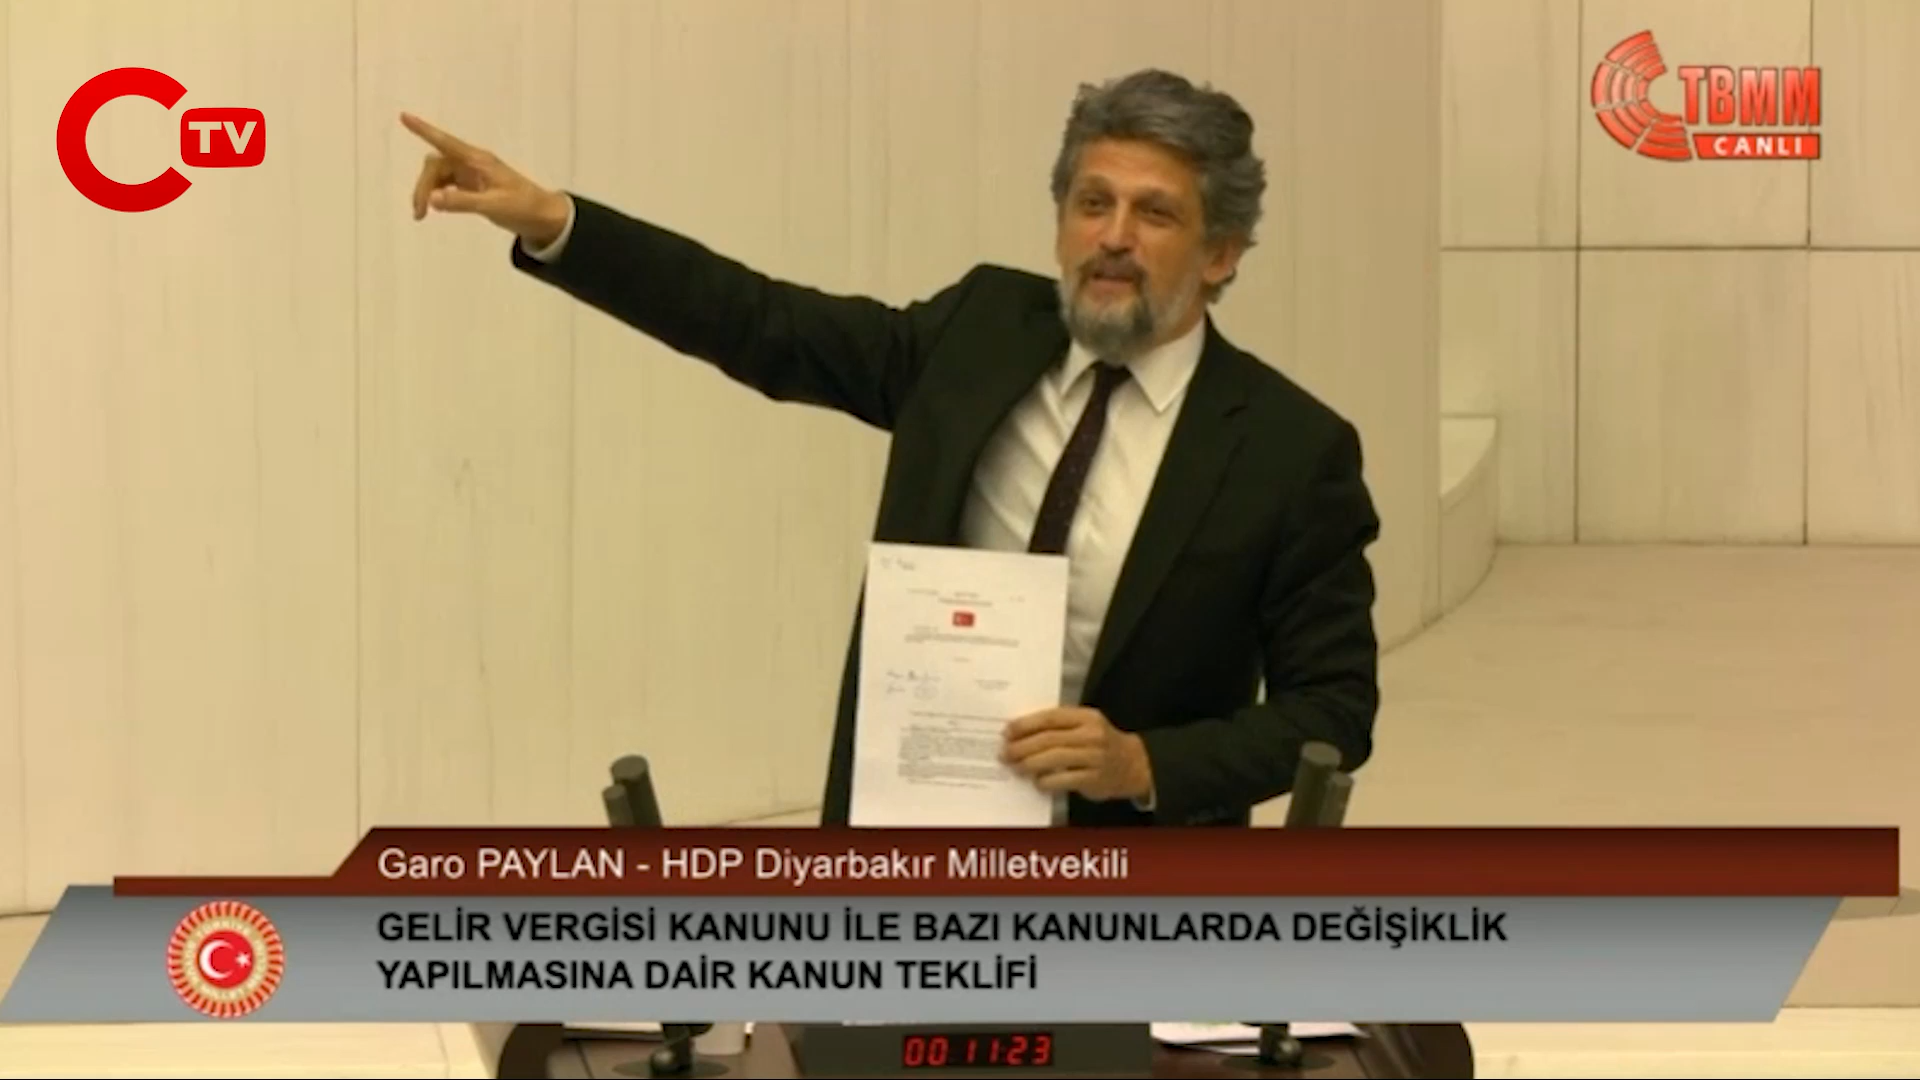 TV
TBMM
CANLI
Garo PAYLAN - HDP Diyarbakır Milletvekili
GELİR VERGİSİ KANUNU İLE BAZI KANUNLARDA DEĞİŞİKLİK
YAPILMASINA DAİR KANUN TEKLİFİ
00:11:23